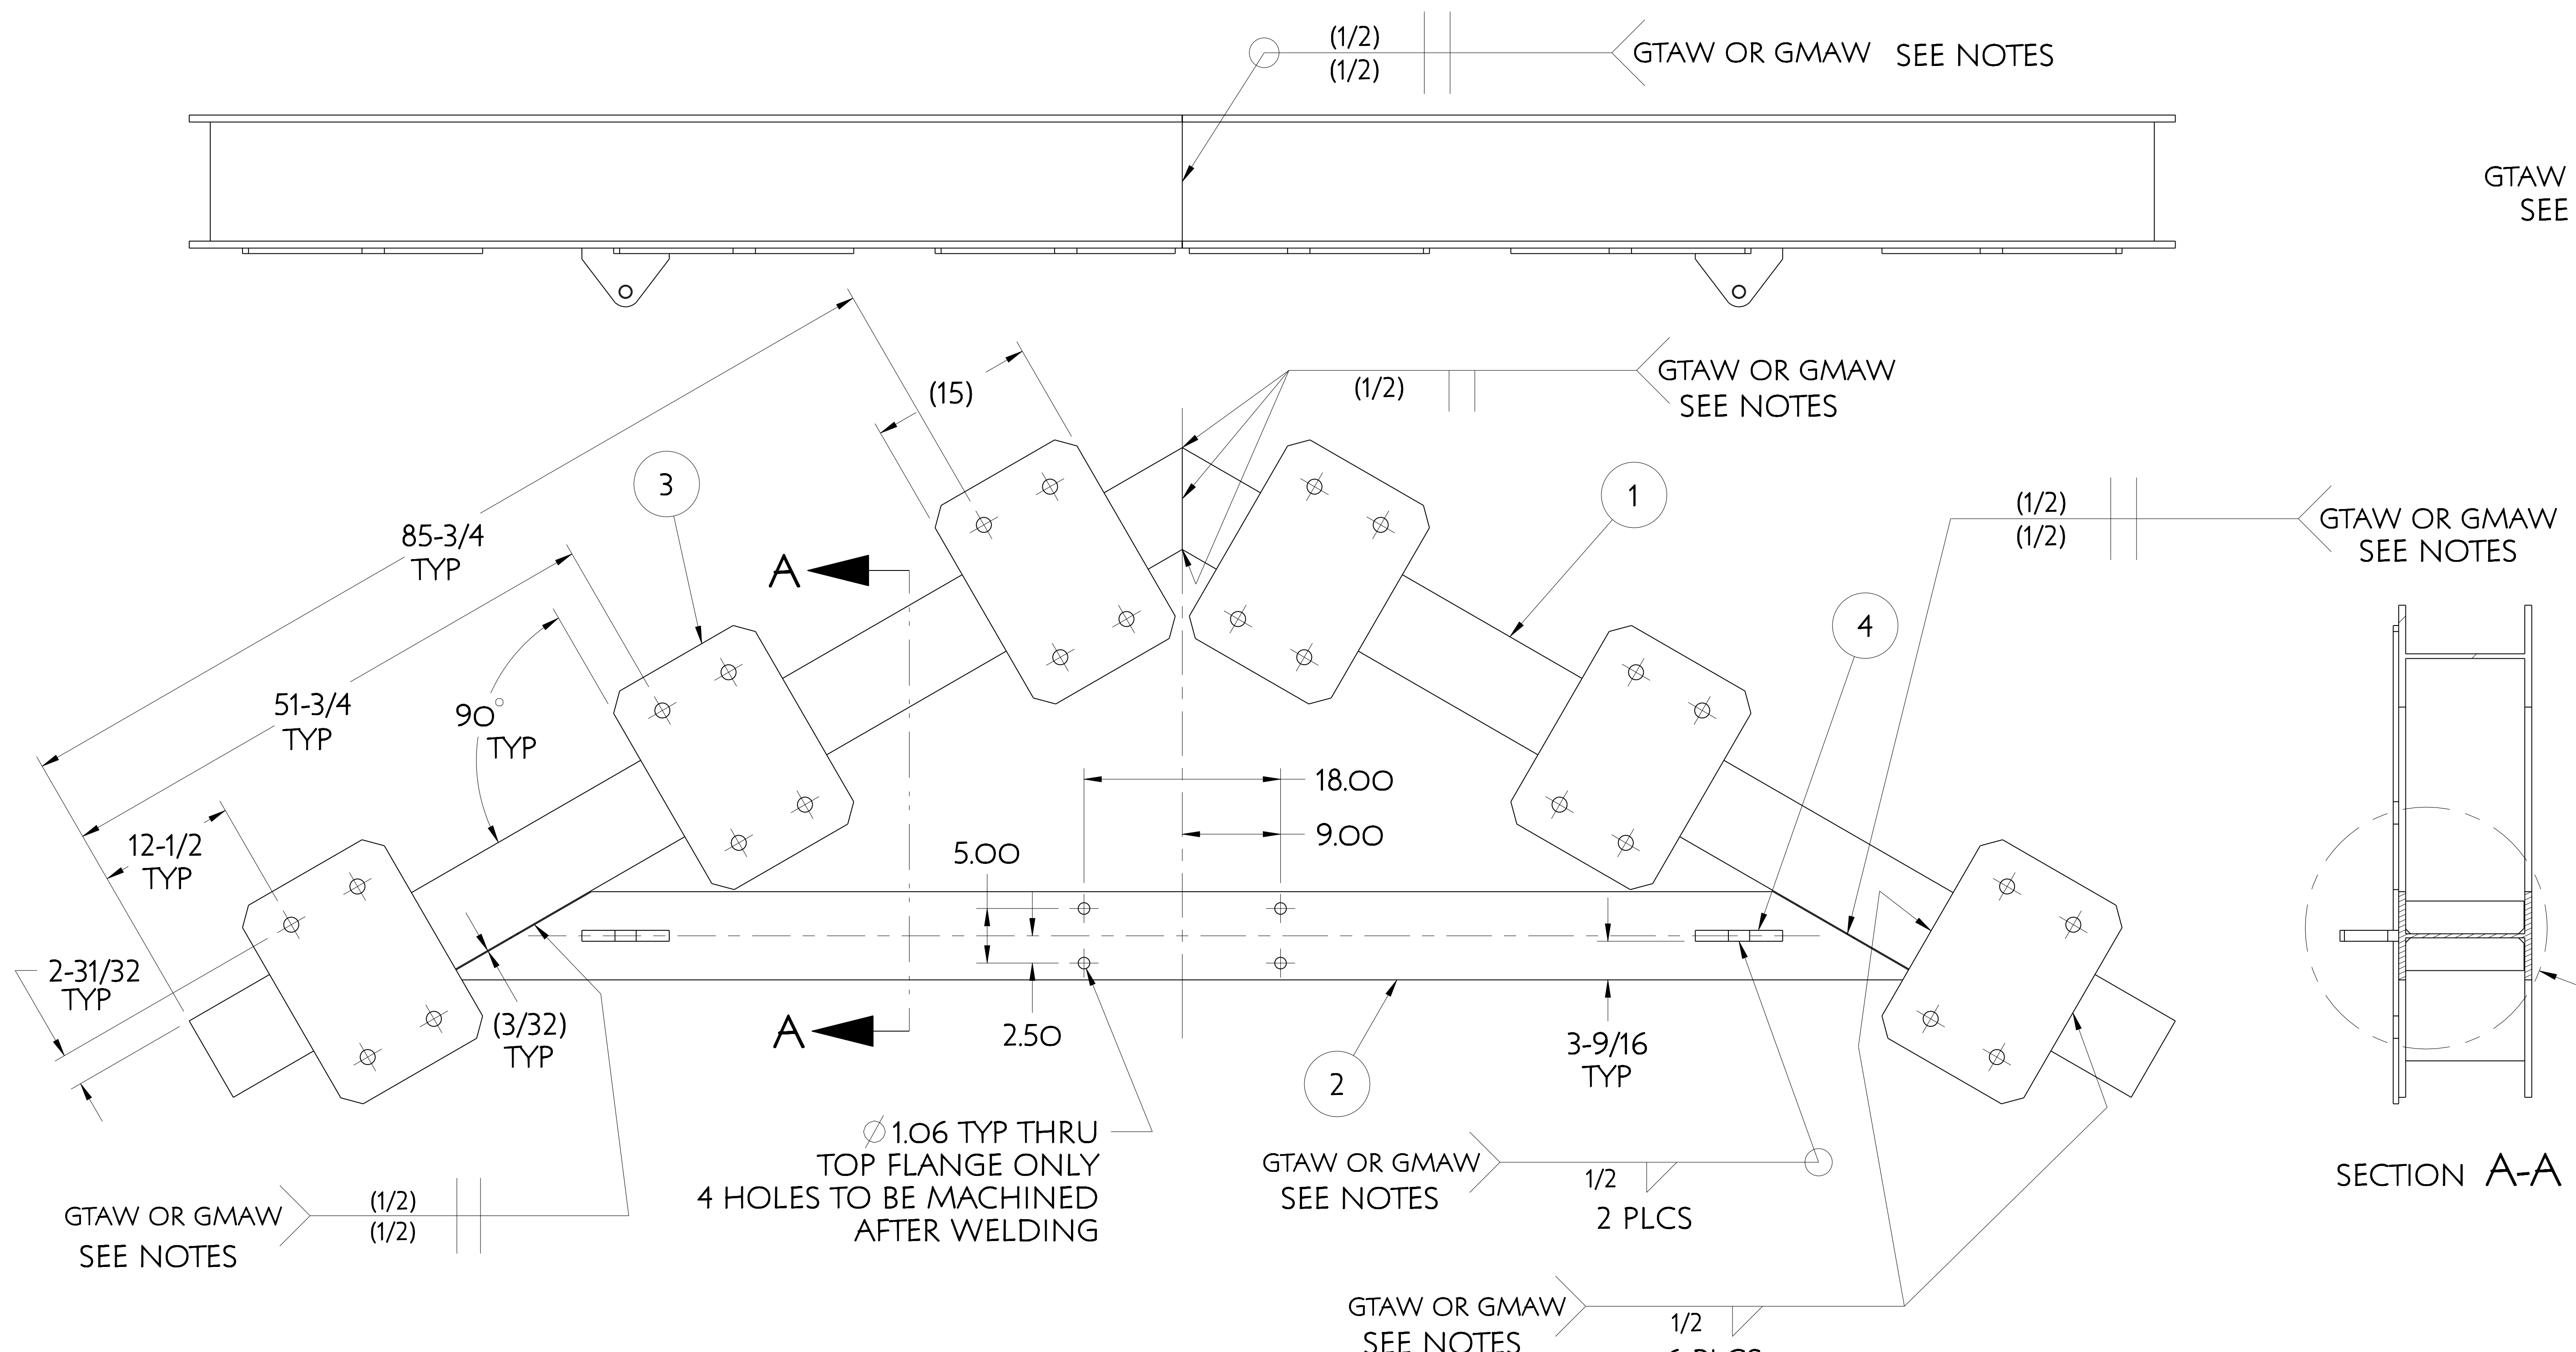 (1/2)
(1/2)
GTAW OR GMAW SEE NOTES
GTAW
SEE
(15)
(1/2)
GTAW OR GMAW
SEE NOTES
3
1
85-3/4
TYP
(1/2)
(1/2)
GTAW OR GMAW
SEE NOTES
A
4
51-3/4
TYP
90°
TYP
18.00
9.00
12-1/2
TYP
5.00
2-31/32
TYP
(3/32)
TYP
A
2.50
3-9/16
TYP
2
Ø 1.06 TYP THRU
TOP FLANGE ONLY
4 HOLES TO BE MACHINED
AFTER WELDING
GTAW OR GMAW
SEE NOTES
1/2
2 PLCS
SECTION A-A
GTAW OR GMAW
SEE NOTES
(1/2)
(1/2)
GTAW OR GMAW
SEE NOTES
1/2
6 PLCS